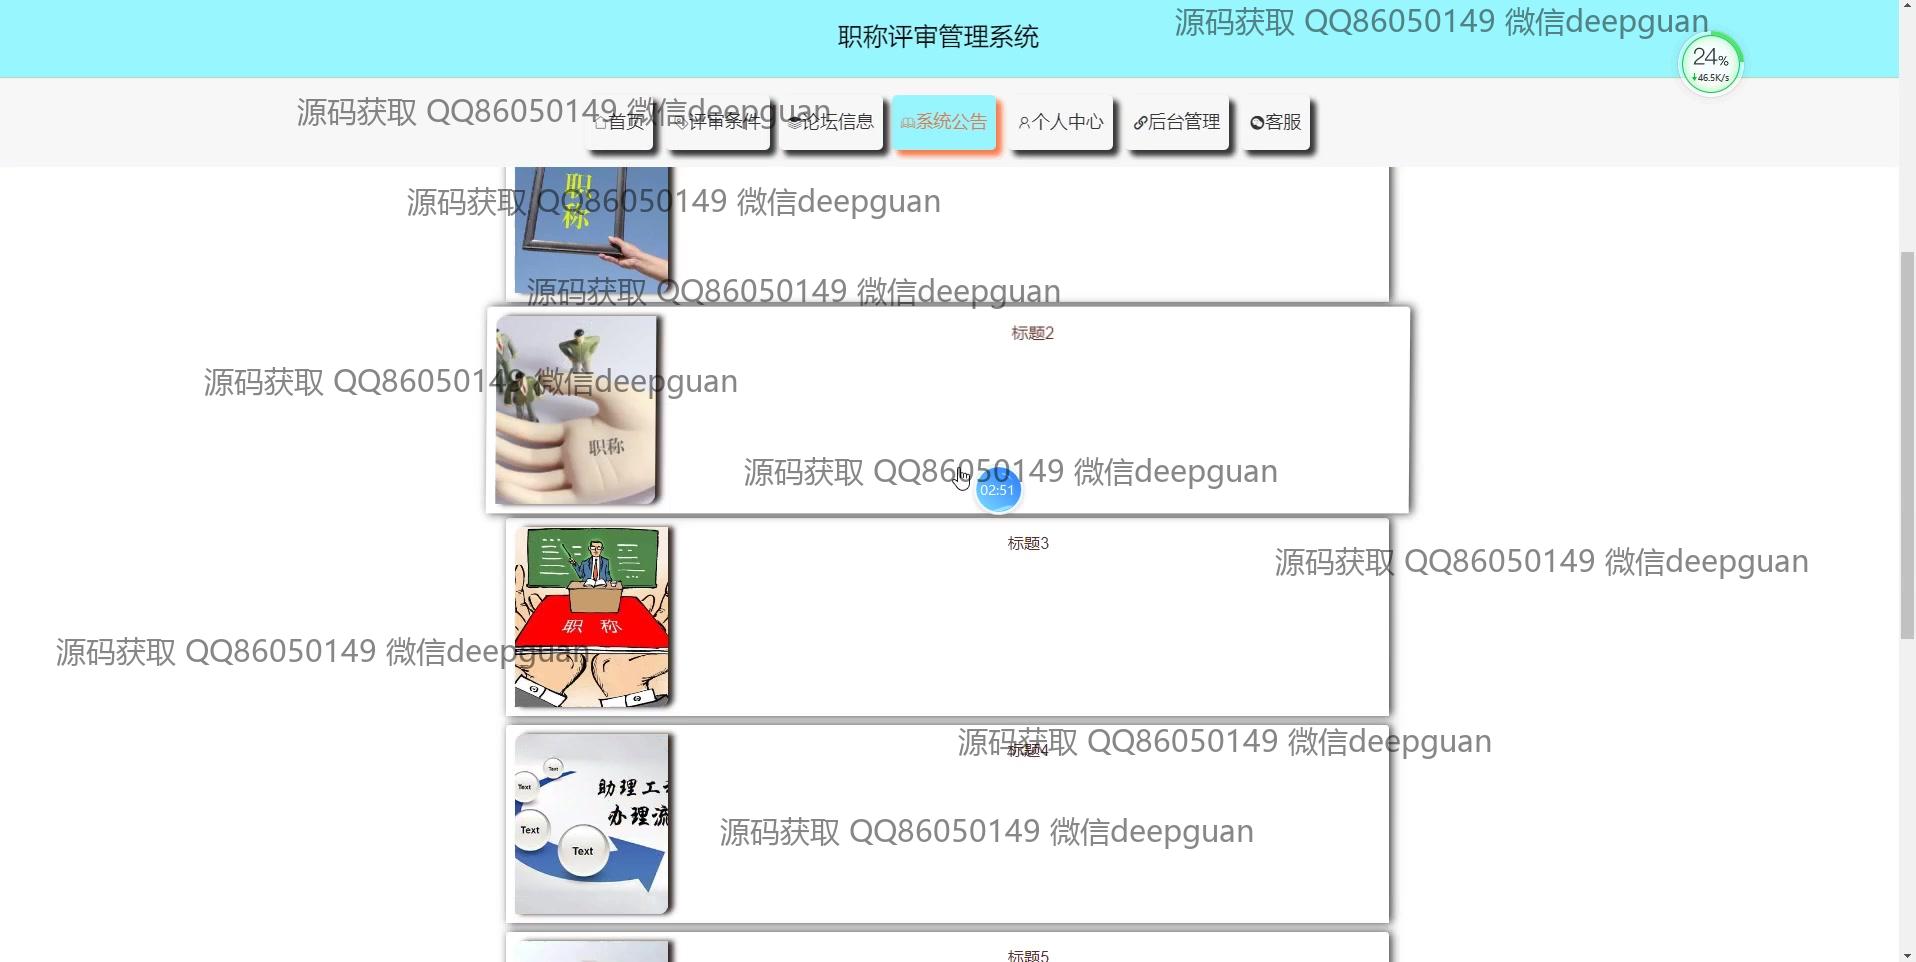 职称评审管理系统
源码获取 QQ86050149 微信deepguan
24%
46.5K/s
源码获取 QQ86050149 微信deepguan
首页 评审条件 论坛信息 系统公告 个人中心 后台管理 客服
职称
源码获取 QQ86050149 微信deepguan
源码获取 QQ86050149 微信deepguan
标题2
源码获取 QQ86050149 微信deepguan
职称
源码获取 QQ86050149 微信deepguan
02:51
标题3
源码获取 QQ86050149 微信deepguan
职 称
源码获取 QQ86050149 微信deepguan
源码获取 QQ86050149 微信deepguan
标题4
Text
Text
助理工
办理流
Text
Text
源码获取 QQ86050149 微信deepguan
标题5